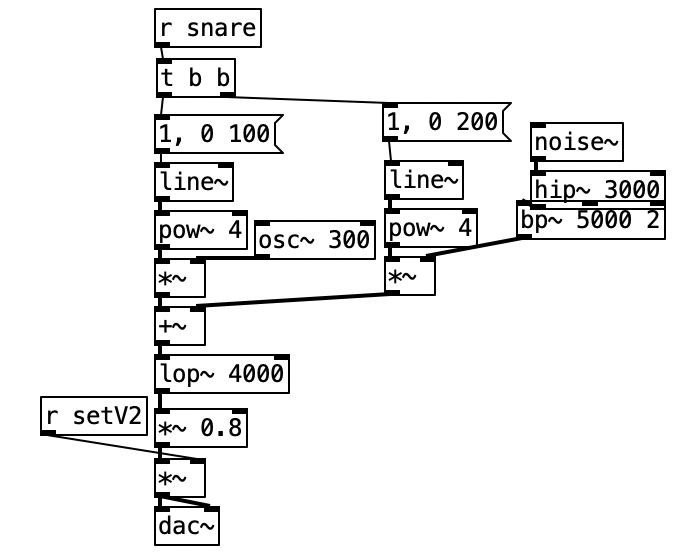 r snare
t b b
1, 0 100
1, 0 200
noise~
line~
line~
hip~ 3000
pow~ 4
osc~ 300
pow~ 4
bp~ 5000 2
*~
*~
+~
lop~ 4000
r setV2
*~ 0.8
*~
dac~